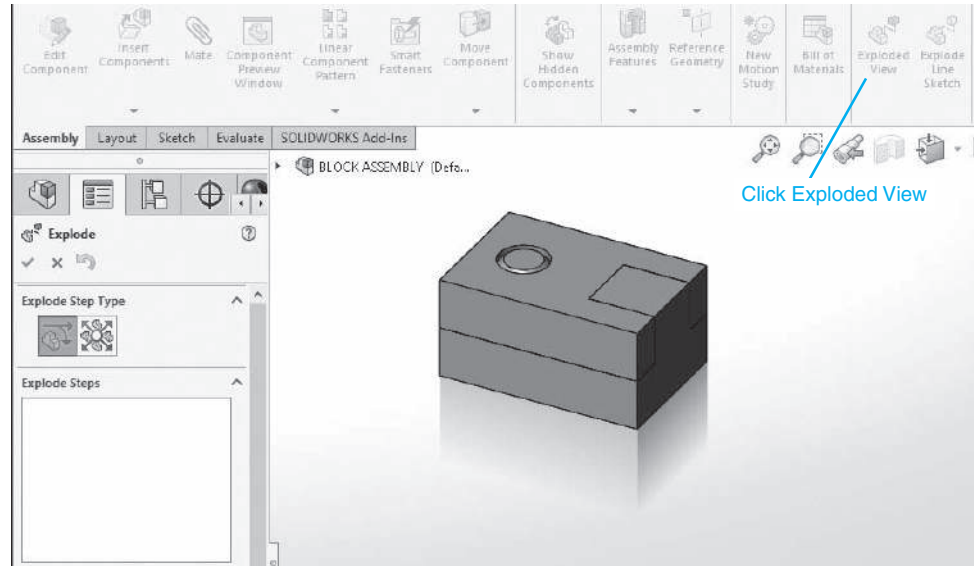 Edit
Component
Insert
Components
Mate
Component
Preview
Window
Linear
Component
Pattern
Smart
Fasteners
Move
Component
Show
Hidden
Components
Assembly
Features
Reference
Geometry
New
Motion
Study
Bill of
Materials
Exploded
View
Explode
Line
Sketch
Assembly Layout Sketch Evaluate SOLIDWORKS Add-Ins
BLOCK ASSEMBLY (Defa...
Click Exploded View
Explode
Explode Step Type
Explode Steps